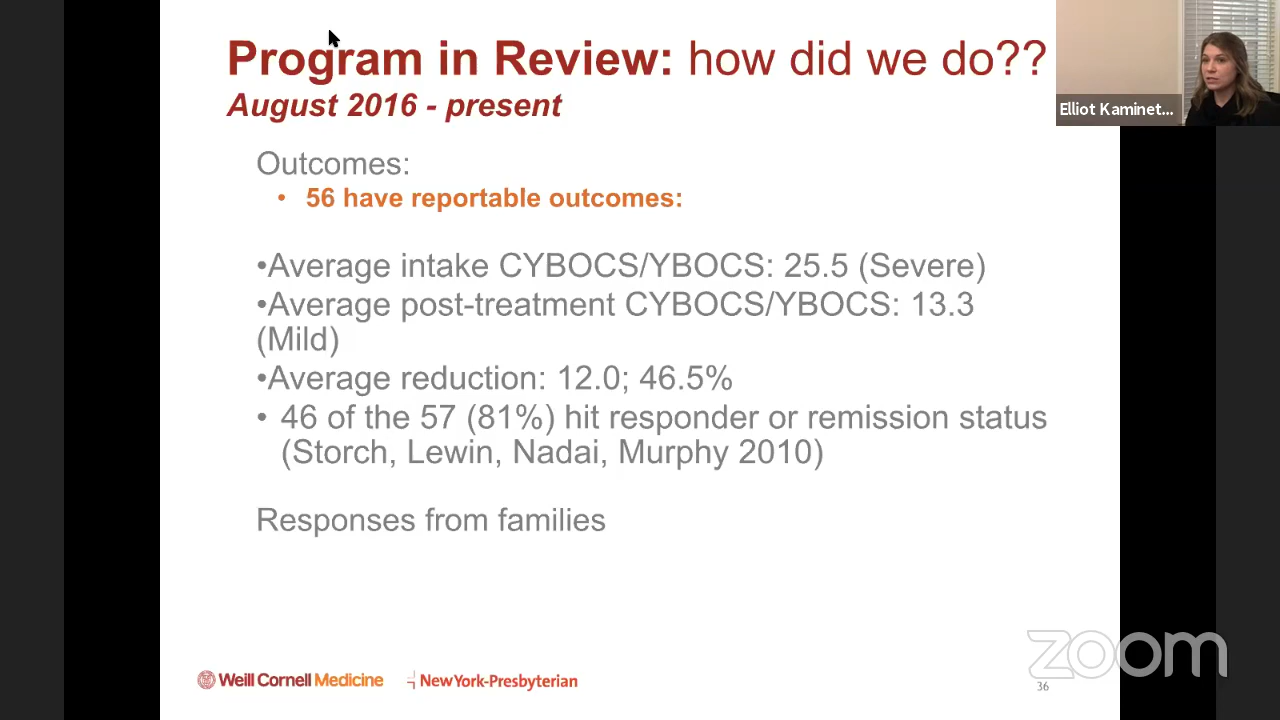 Program in Review: how did we do??
August 2016 - present
Elliot Kaminet...
Outcomes:
• 56 have reportable outcomes:
•Average intake CYBOCS/YBOCS: 25.5 (Severe)
•Average post-treatment CYBOCS/YBOCS: 13.3
(Mild)
•Average reduction: 12.0; 46.5%
• 46 of the 57 (81%) hit responder or remission status
(Storch, Lewin, Nadai, Murphy 2010)
Responses from families
Weill Cornell Medicine
NewYork-Presbyterian
zoom
36